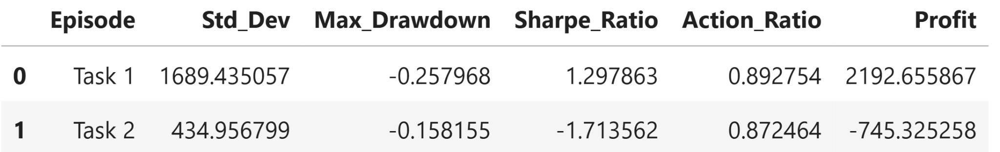 Episode Std_Dev Max_Drawdown Sharpe_Ratio Action_Ratio Profit
0 Task 1 1689.435057 -0.257968 1.297863 0.892754 2192.655867
1 Task 2 434.956799 -0.158155 -1.713562 0.872464 -745.325258